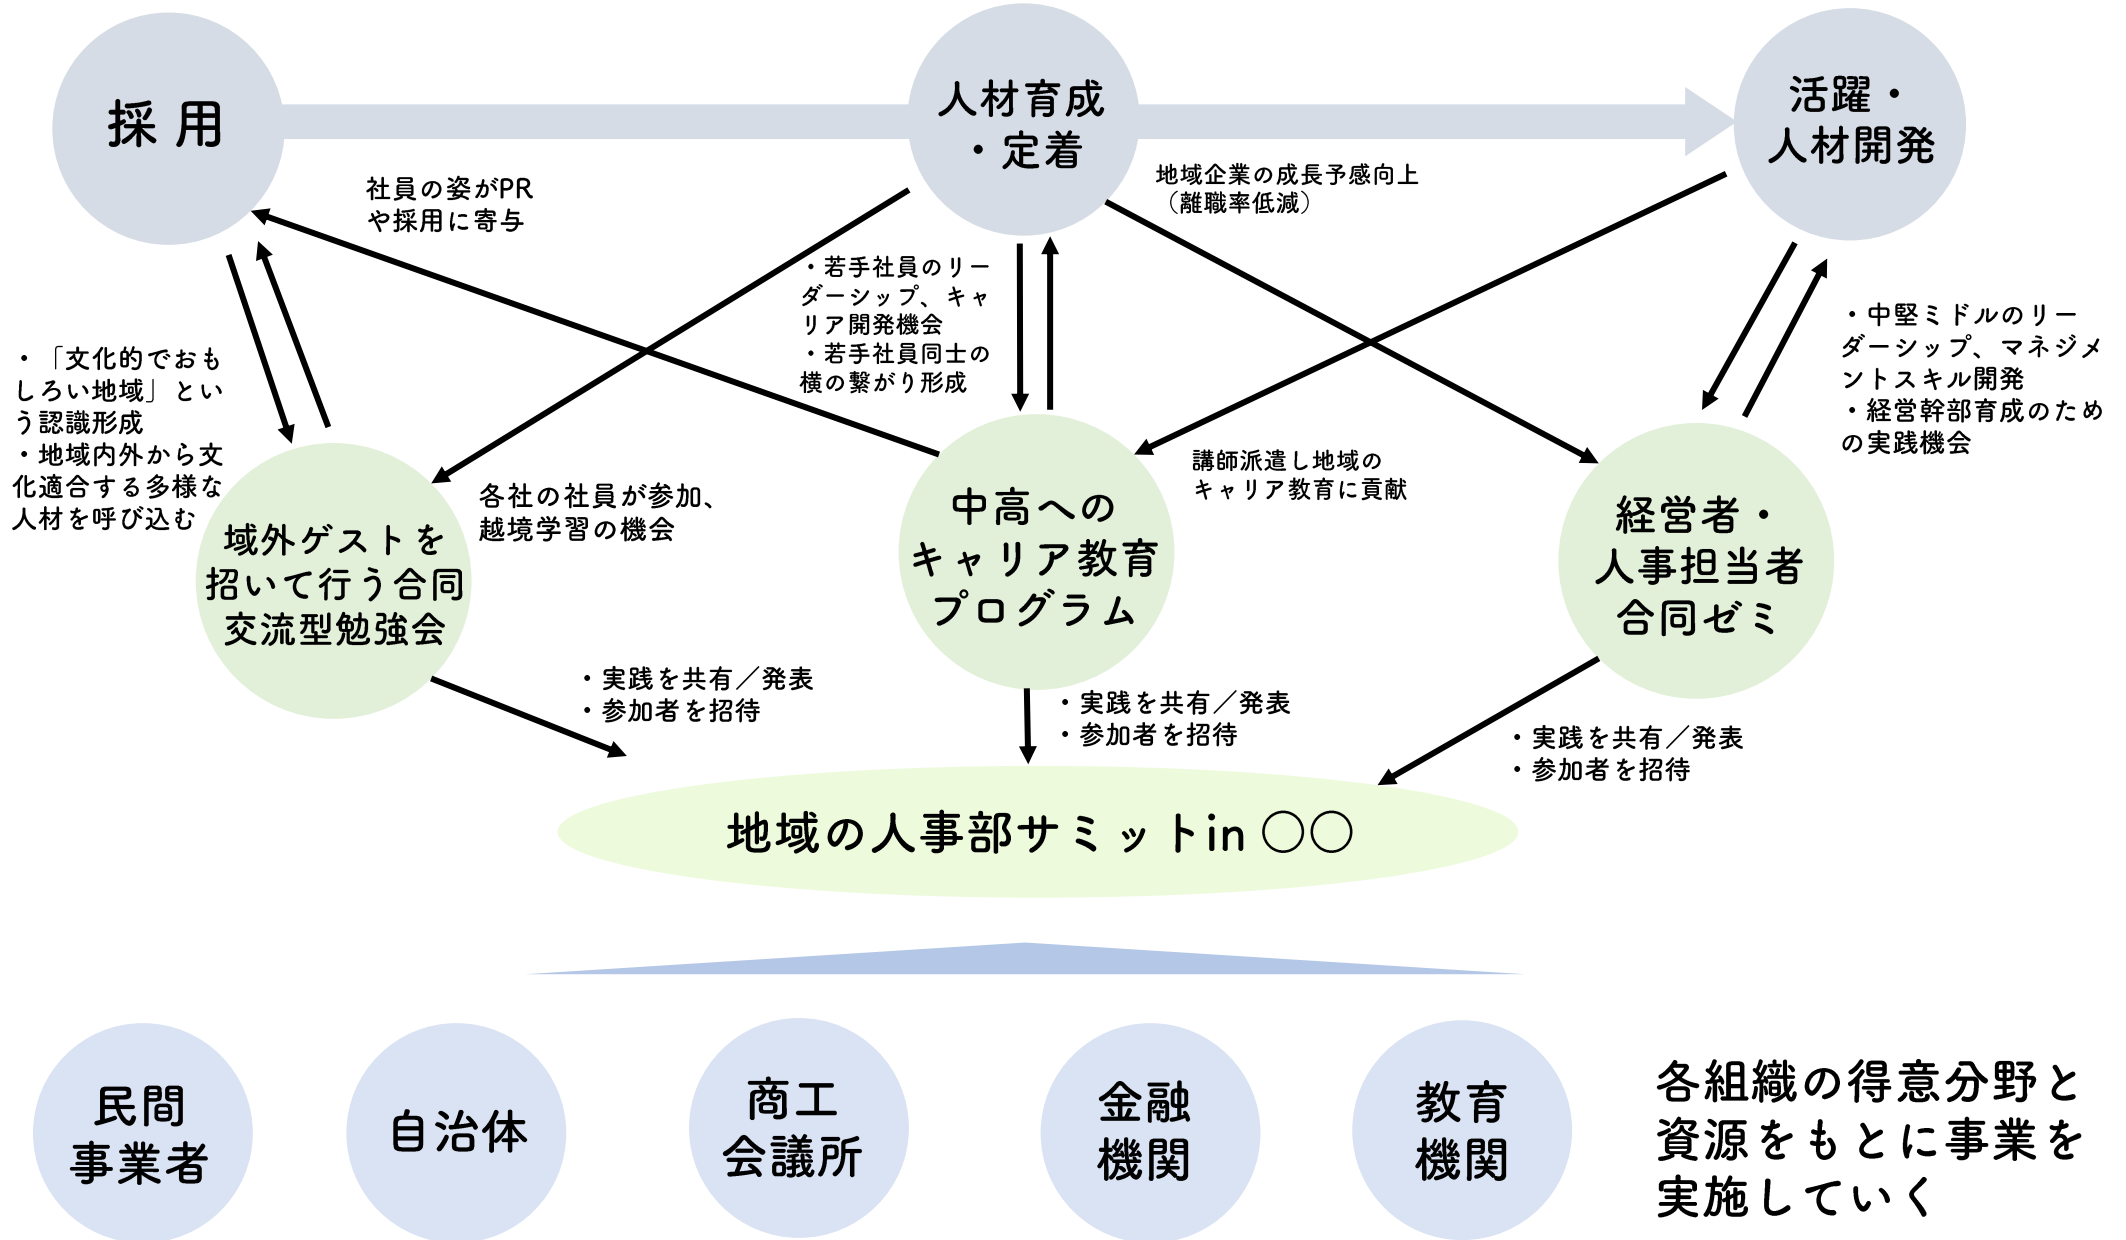 採 用
人材育成
・定着
活躍・
人材開発
社員の姿がPR
や採用に寄与
地域企業の成長予感向上
（離職率低減）
・若手社員のリー
ダーシップ、キャ
リア開発機会
・若手社員同士の
横の繋がり形成
・中堅ミドルのリー
ダーシップ、マネジメ
ントスキル開発
・経営幹部育成のため
の実践機会
・「文化的でおも
しろい地域」とい
う認識形成
・地域内外から文
化適合する多様な
人材を呼び込む
各社の社員が参加、
越境学習の機会
講師派遣し地域の
キャリア教育に貢献
域外ゲストを
招いて行う合同
交流型勉強会
中高への
キャリア教育
プログラム
経営者・
人事担当者
合同ゼミ
・実践を共有／発表
・参加者を招待
・実践を共有／発表
・参加者を招待
・実践を共有／発表
・参加者を招待
地域の人事部サミットin 〇〇
民間
事業者
自治体
商工
会議所
金融
機関
教育
機関
各組織の得意分野と
資源をもとに事業を
実施していく